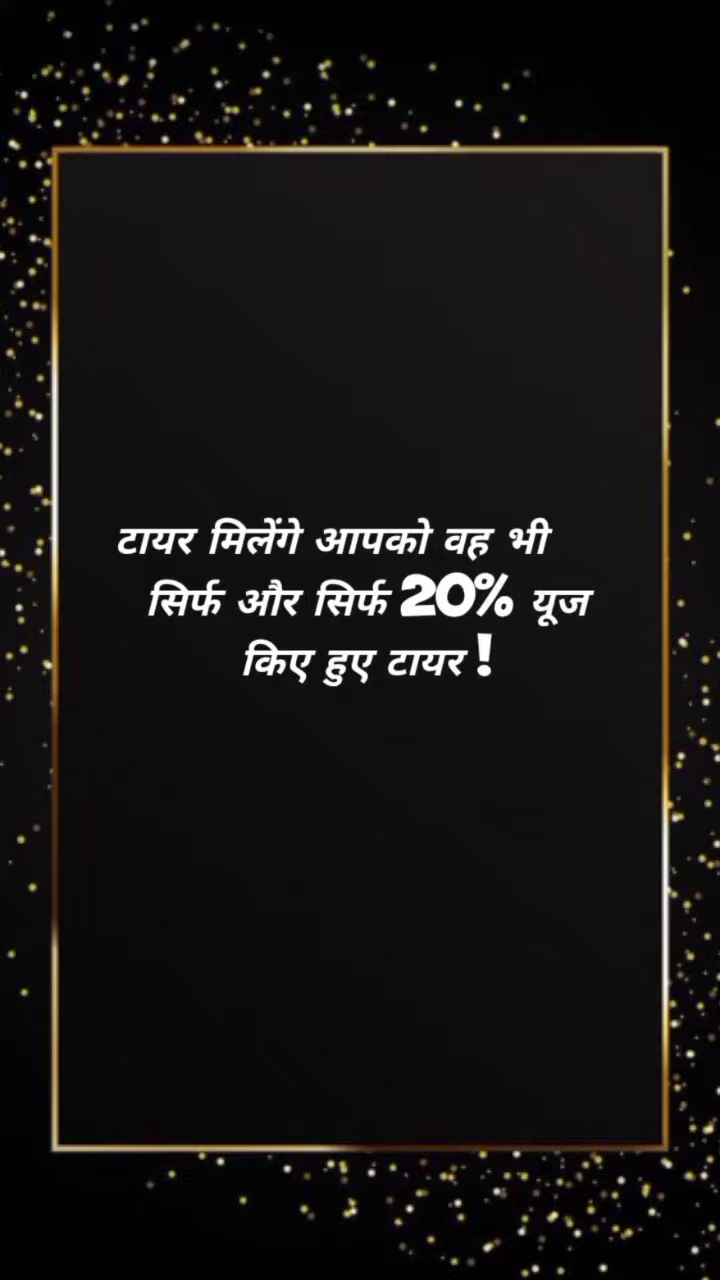 टायर मिलेंगे आपको वह भी
सिर्फ और सिर्फ 20% यूज
किए हुए टायर !